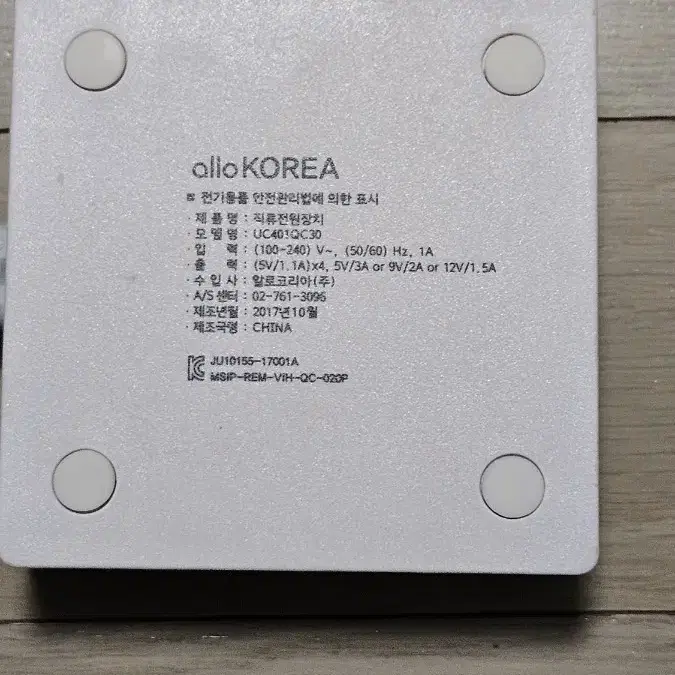 alloKOREA
※ 전기용품 안전관리법에 의한 표시
· 제 품 명 : 직류전원장치
· 모 델 명 : UC401QC30
· 입 력 : (100-240) V~, (50/60) Hz, 1A
· 출 력 : (5V/1.1A)x4, 5V/3A or 9V/2A or 12V/1.5A
· 수 입 사 : 알로코리아(주)
· A/S 센터 : 02-761-3096
· 제조년월 : 2017년10월
· 제조국명 : CHINA
JU10155-17001A
MSIP-REM-ViH-QC-020P